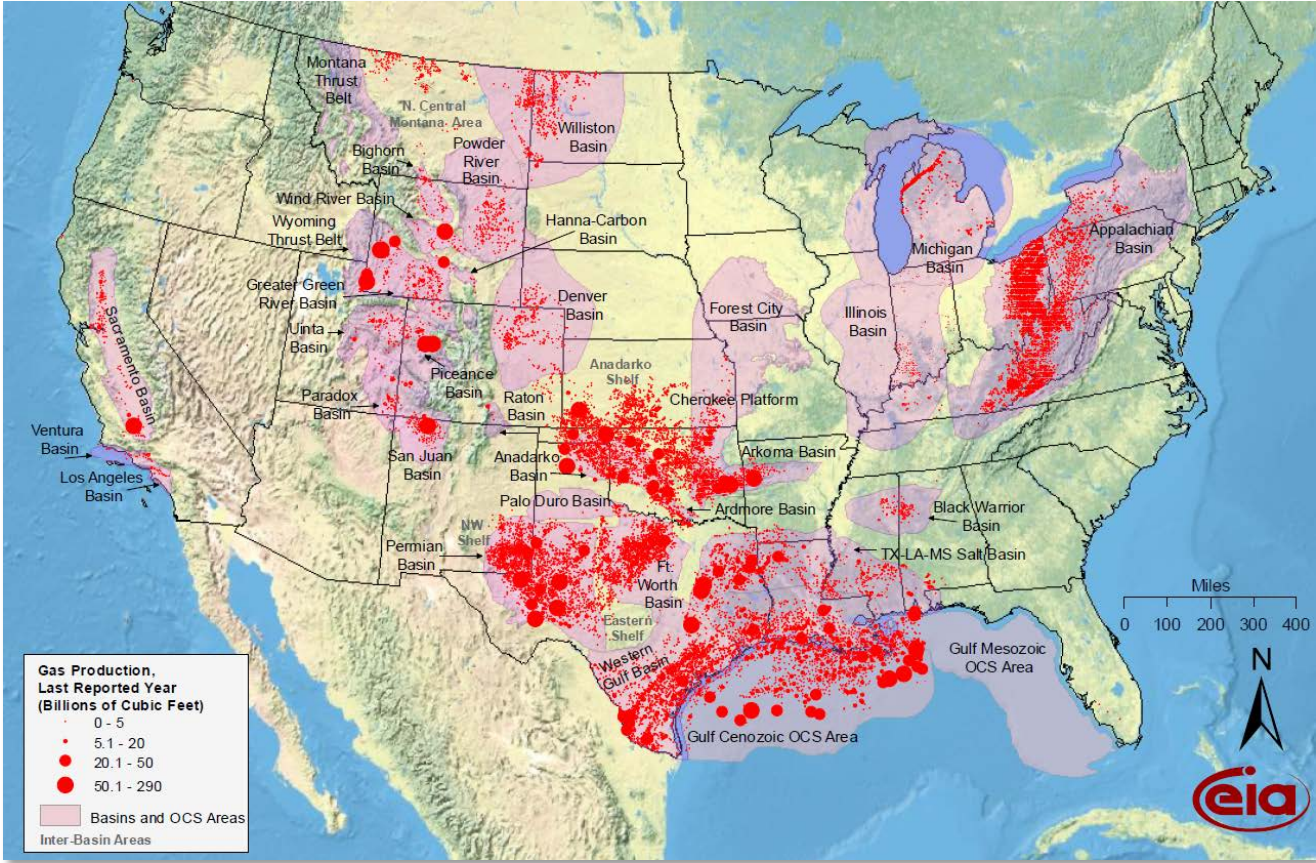 Montana
Thrust
Belt
N. Central
Montana Area
Williston
Basin
Powder
River
Basin
Bighorn
Basin
Wind River Basin
Wyoming
Thrust Belt
Hanna-Carbon
Basin
Greater Green
River Basin
Uinta
Basin
Denver
Basin
Piceance
Basin
Paradox
Basin
Raton
Basin
San Juan
Basin
Sacramento Basin
Ventura
Basin
Los Angeles
Basin
Anadarko
Shelf
Forest City
Basin
Cherokee Platform
Illinois
Basin
Michigan
Basin
Appalachian
Basin
Anadarko
Basin
Arkoma Basin
Palo Duro Basin
Ardmore Basin
Black Warrior
Basin
TX-LA-MS Salt Basin
NW
Shelf
Permian
Basin
Ft.
Worth
Basin
Eastern
Shelf
Western
Gulf Basin
Gulf Cenozoic OCS Area
Gulf Mesozoic
OCS Area
Miles
0 100 200 300 400
N
eia
Gas Production,
Last Reported Year
(Billions of Cubic Feet)
0 - 5
5.1 - 20
20.1 - 50
50.1 - 290
Basins and OCS Areas
Inter-Basin Areas